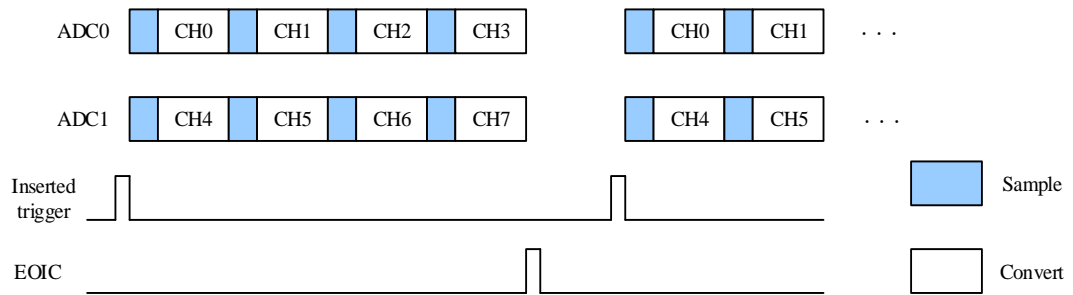 ADC0 CH0 CH1 CH2 CH3 CH0 CH1 . . .
ADC1 CH4 CH5 CH6 CH7 CH4 CH5 . . .
Inserted
trigger
Sample
EOIC
Convert